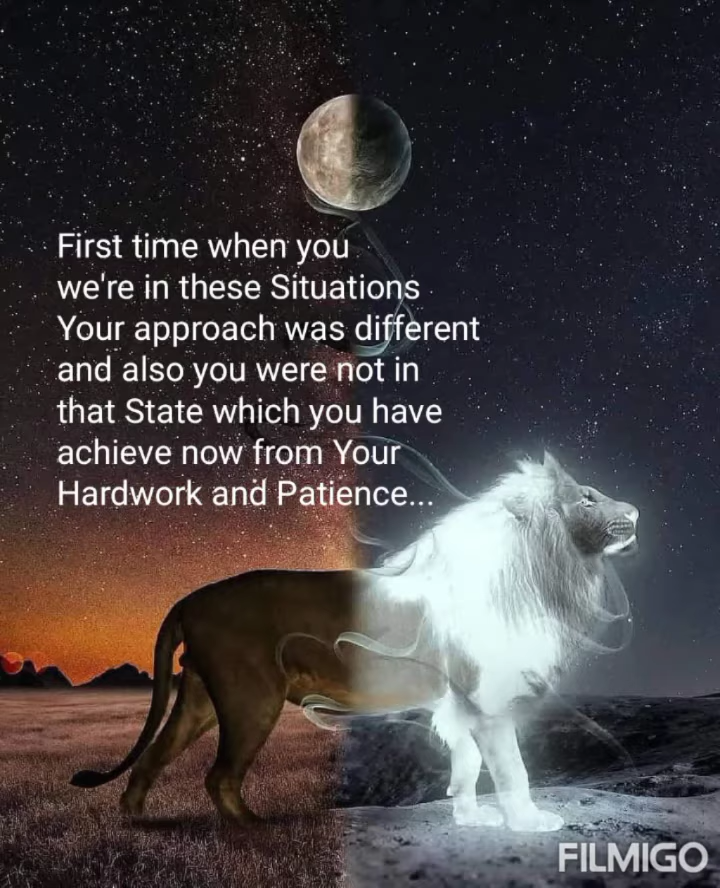 First time when you
we're in these Situations
Your approach was different
and also you were not in
that State which you have
achieve now from Your
Hardwork and Patience...
FILMIGO